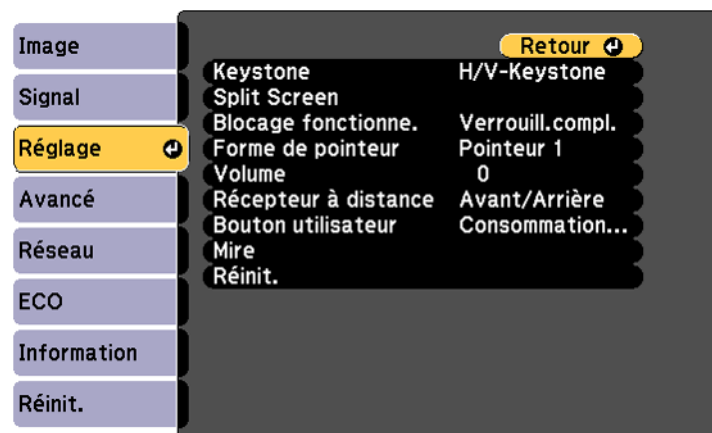 Image
Signal
Réglage
Avancé
Réseau
ECO
Information
Réinit.
Retour
Keystone H/V-Keystone
Split Screen
Blocage fonctionne. Verrouill.compl.
Forme de pointeur Pointeur 1
Volume 0
Récepteur à distance Avant/Arrière
Bouton utilisateur Consommation...
Mire
Réinit.